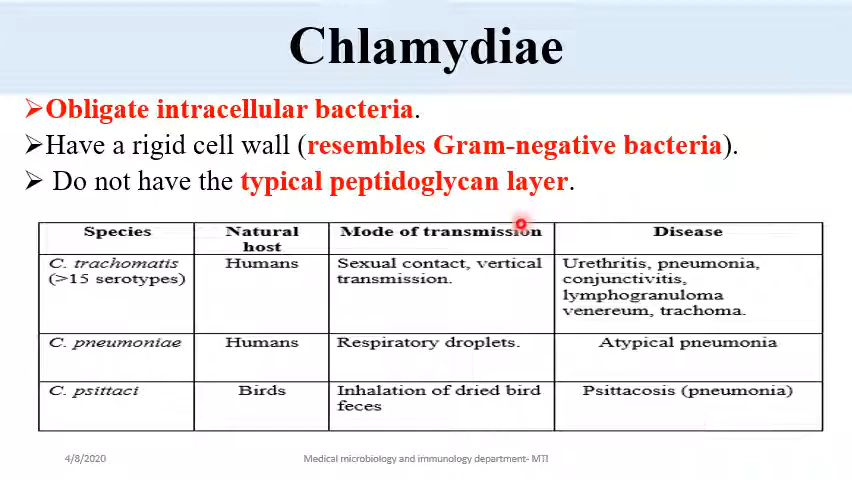 Chlamydiae
➢Obligate intracellular bacteria.
➢Have a rigid cell wall (resembles Gram-negative bacteria).
➢ Do not have the typical peptidoglycan layer.
Species
Natural
host
Mode of transmission
Disease
C. trachomatis
(>15 serotypes)
Humans
Sexual contact, vertical
transmission.
Urethritis, pneumonia,
conjunctivitis,
lymphogranuloma
venereum, trachoma.
C. pneumoniae
Humans
Respiratory droplets.
Atypical pneumonia
C. psittaci
Birds
Inhalation of dried bird
feces
Psittacosis (pneumonia)
4/8/2020
Medical microbiology and immunology department- MTI